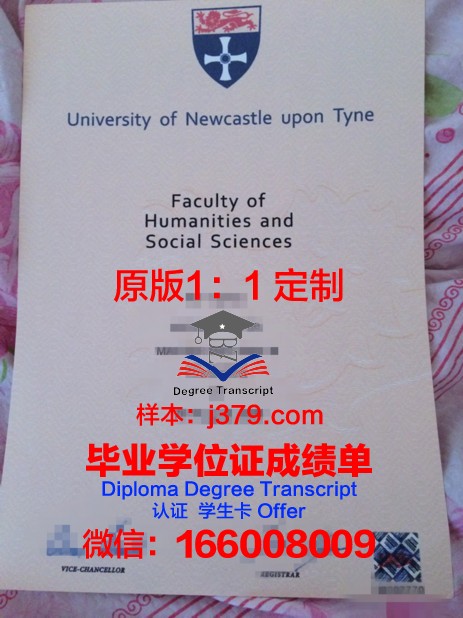 University of Newcastle upon Tyne
Faculty of
Humanities and
Social Sciences
原版1：1 定制
Degree Transcript
样本：j379.com
毕业学位证成绩单
Diploma Degree Transcript
认证 学生卡 Offer
微信：166008009
VICE-CHANCELLOR
REGISTRAR